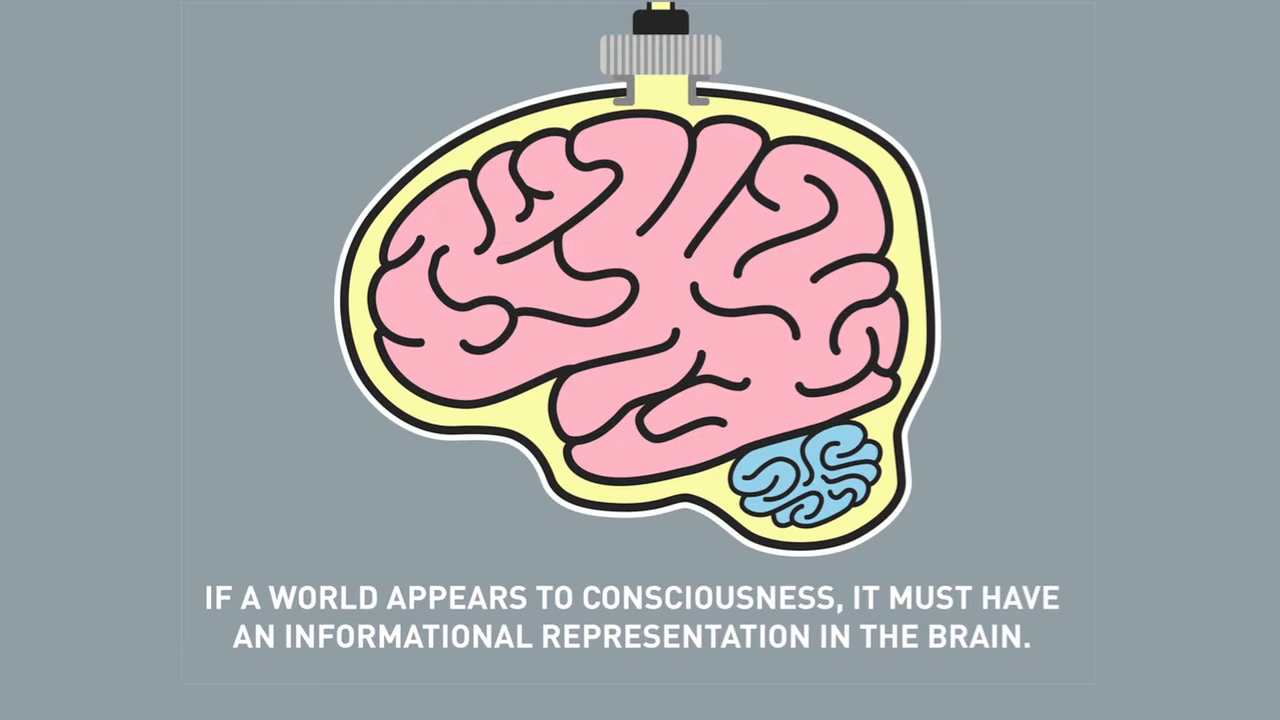 IF A WORLD APPEARS TO CONSCIOUSNESS, IT MUST HAVE
AN INFORMATIONAL REPRESENTATION IN THE BRAIN.